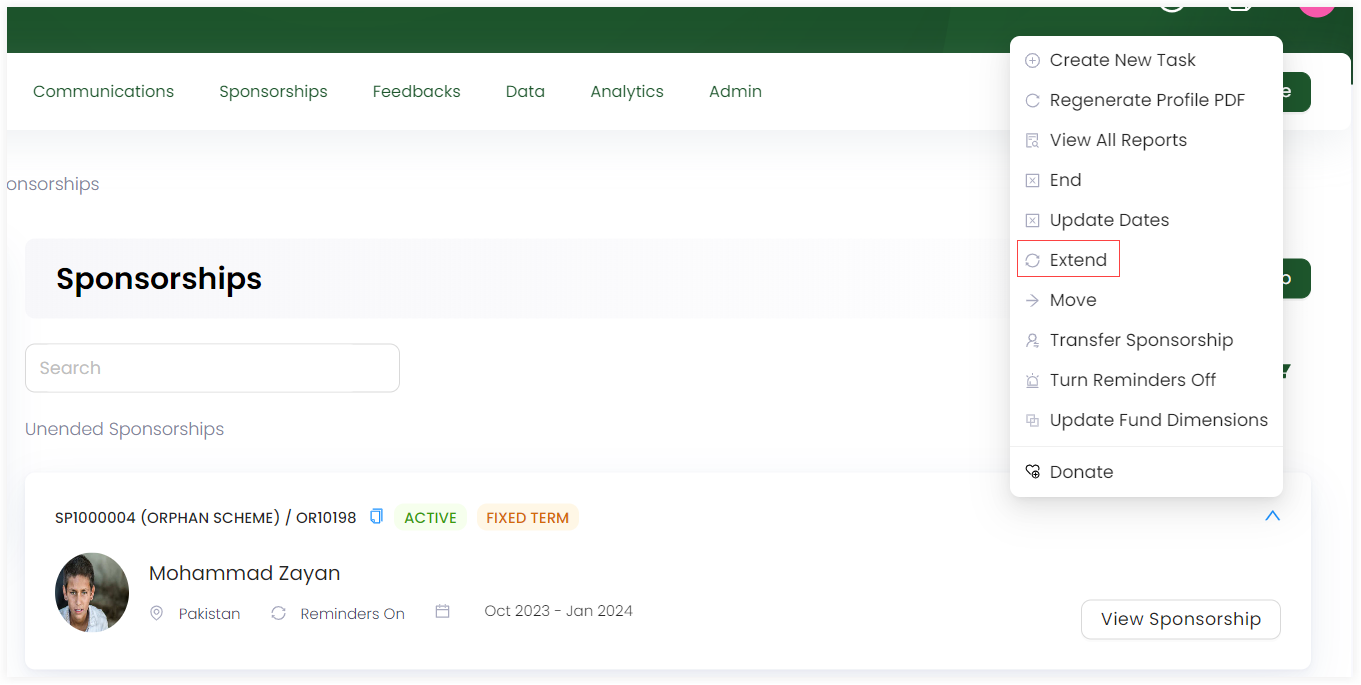 Communications Sponsorships Feedbacks Data Analytics Admin
onsorships
Sponsorships
Search
Unended Sponsorships
SP1000004 (ORPHAN SCHEME) / OR10198 ACTIVE FIXED TERM
Mohammad Zayan
Pakistan Reminders On Oct 2023 - Jan 2024
View Sponsorship
Create New Task
Regenerate Profile PDF
View All Reports
End
Update Dates
Extend
Move
Transfer Sponsorship
Turn Reminders Off
Update Fund Dimensions
Donate
e